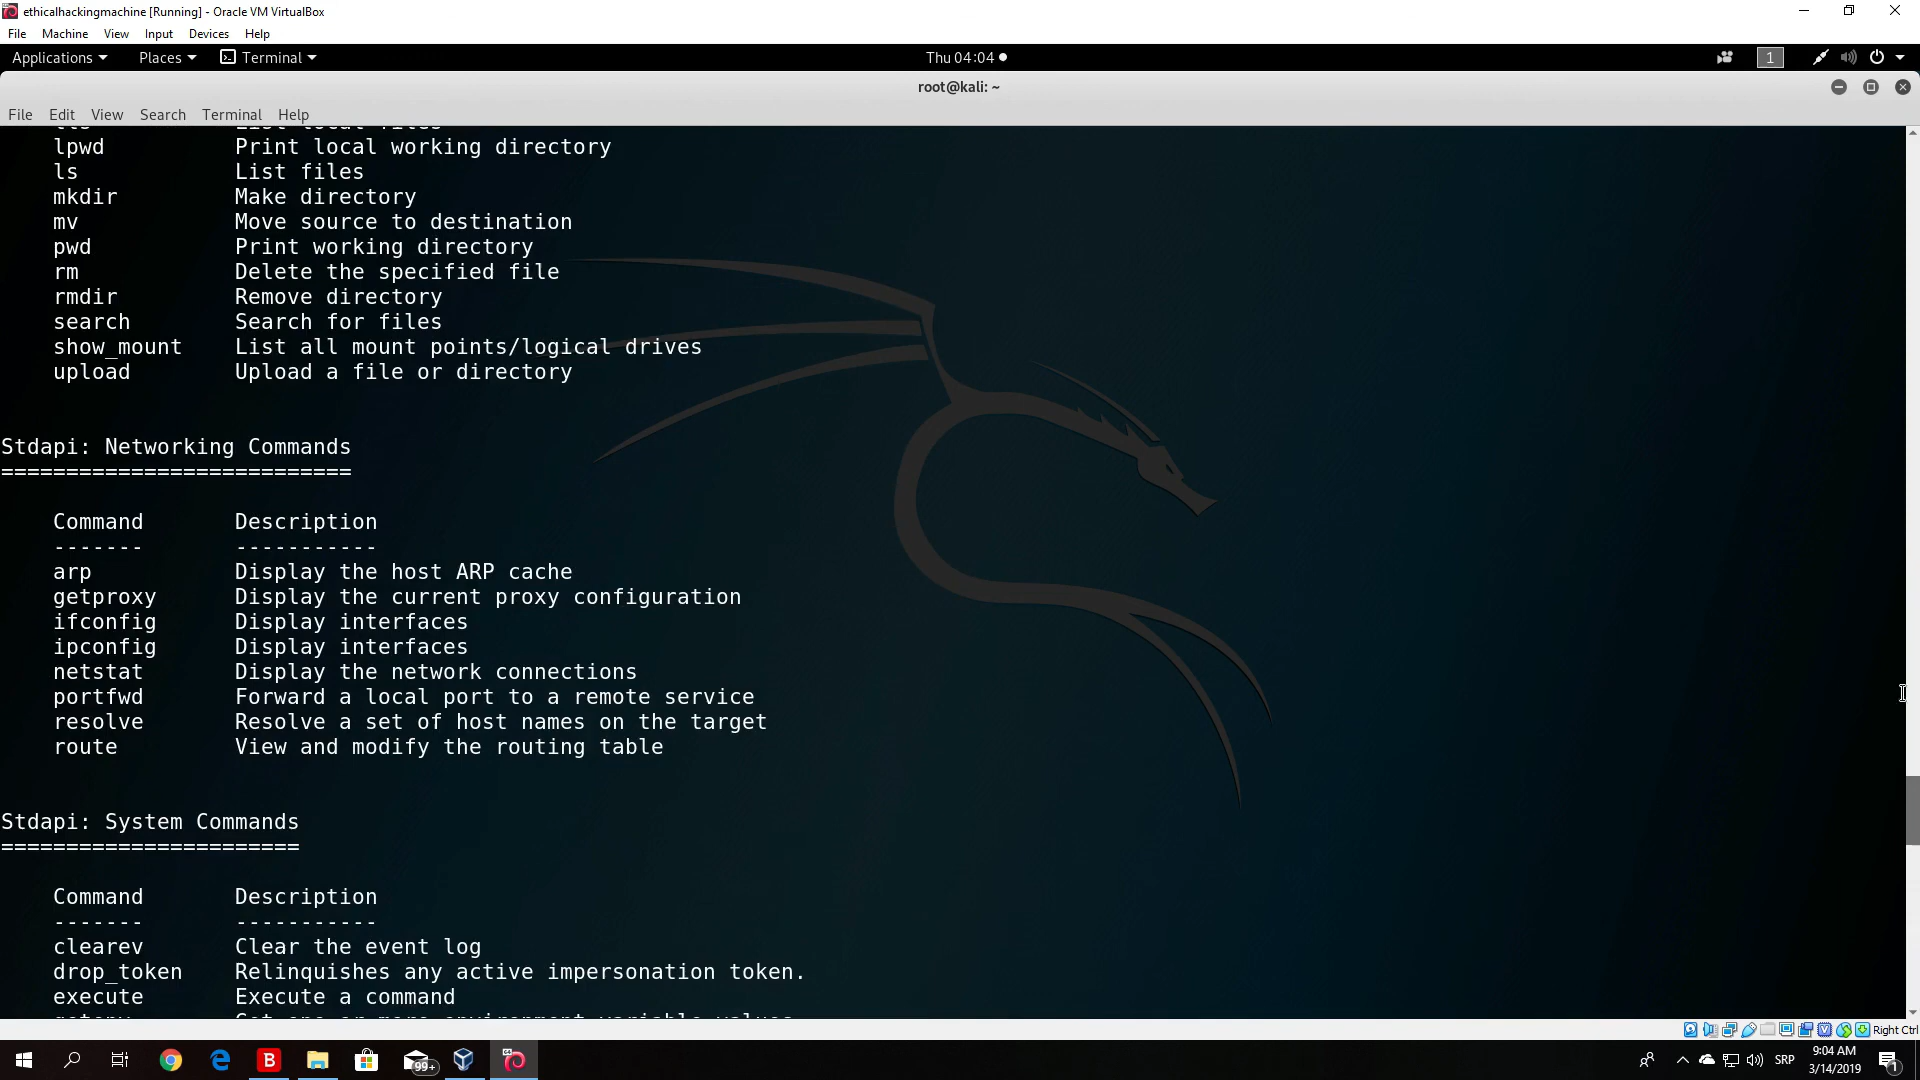 ethicalhackingmachine [Running] - Oracle VM VirtualBox
File Machine View Input Devices Help
Applications Places Terminal Thu 04:04 1
root@kali: ~
File Edit View Search Terminal Help
List local files
lpwd Print local working directory
ls List files
mkdir Make directory
mv Move source to destination
pwd Print working directory
rm Delete the specified file
rmdir Remove directory
search Search for files
show_mount List all mount points/logical drives
upload Upload a file or directory
Stdapi: Networking Commands
===========================
Command Description
------- -----------
arp Display the host ARP cache
getproxy Display the current proxy configuration
ifconfig Display interfaces
ipconfig Display interfaces
netstat Display the network connections
portfwd Forward a local port to a remote service
resolve Resolve a set of host names on the target
route View and modify the routing table
Stdapi: System Commands
=======================
Command Description
------- -----------
clearev Clear the event log
drop_token Relinquishes any active impersonation token.
execute Execute a command
Right Ctrl
99+
SRP
9:04 AM
3/14/2019
1